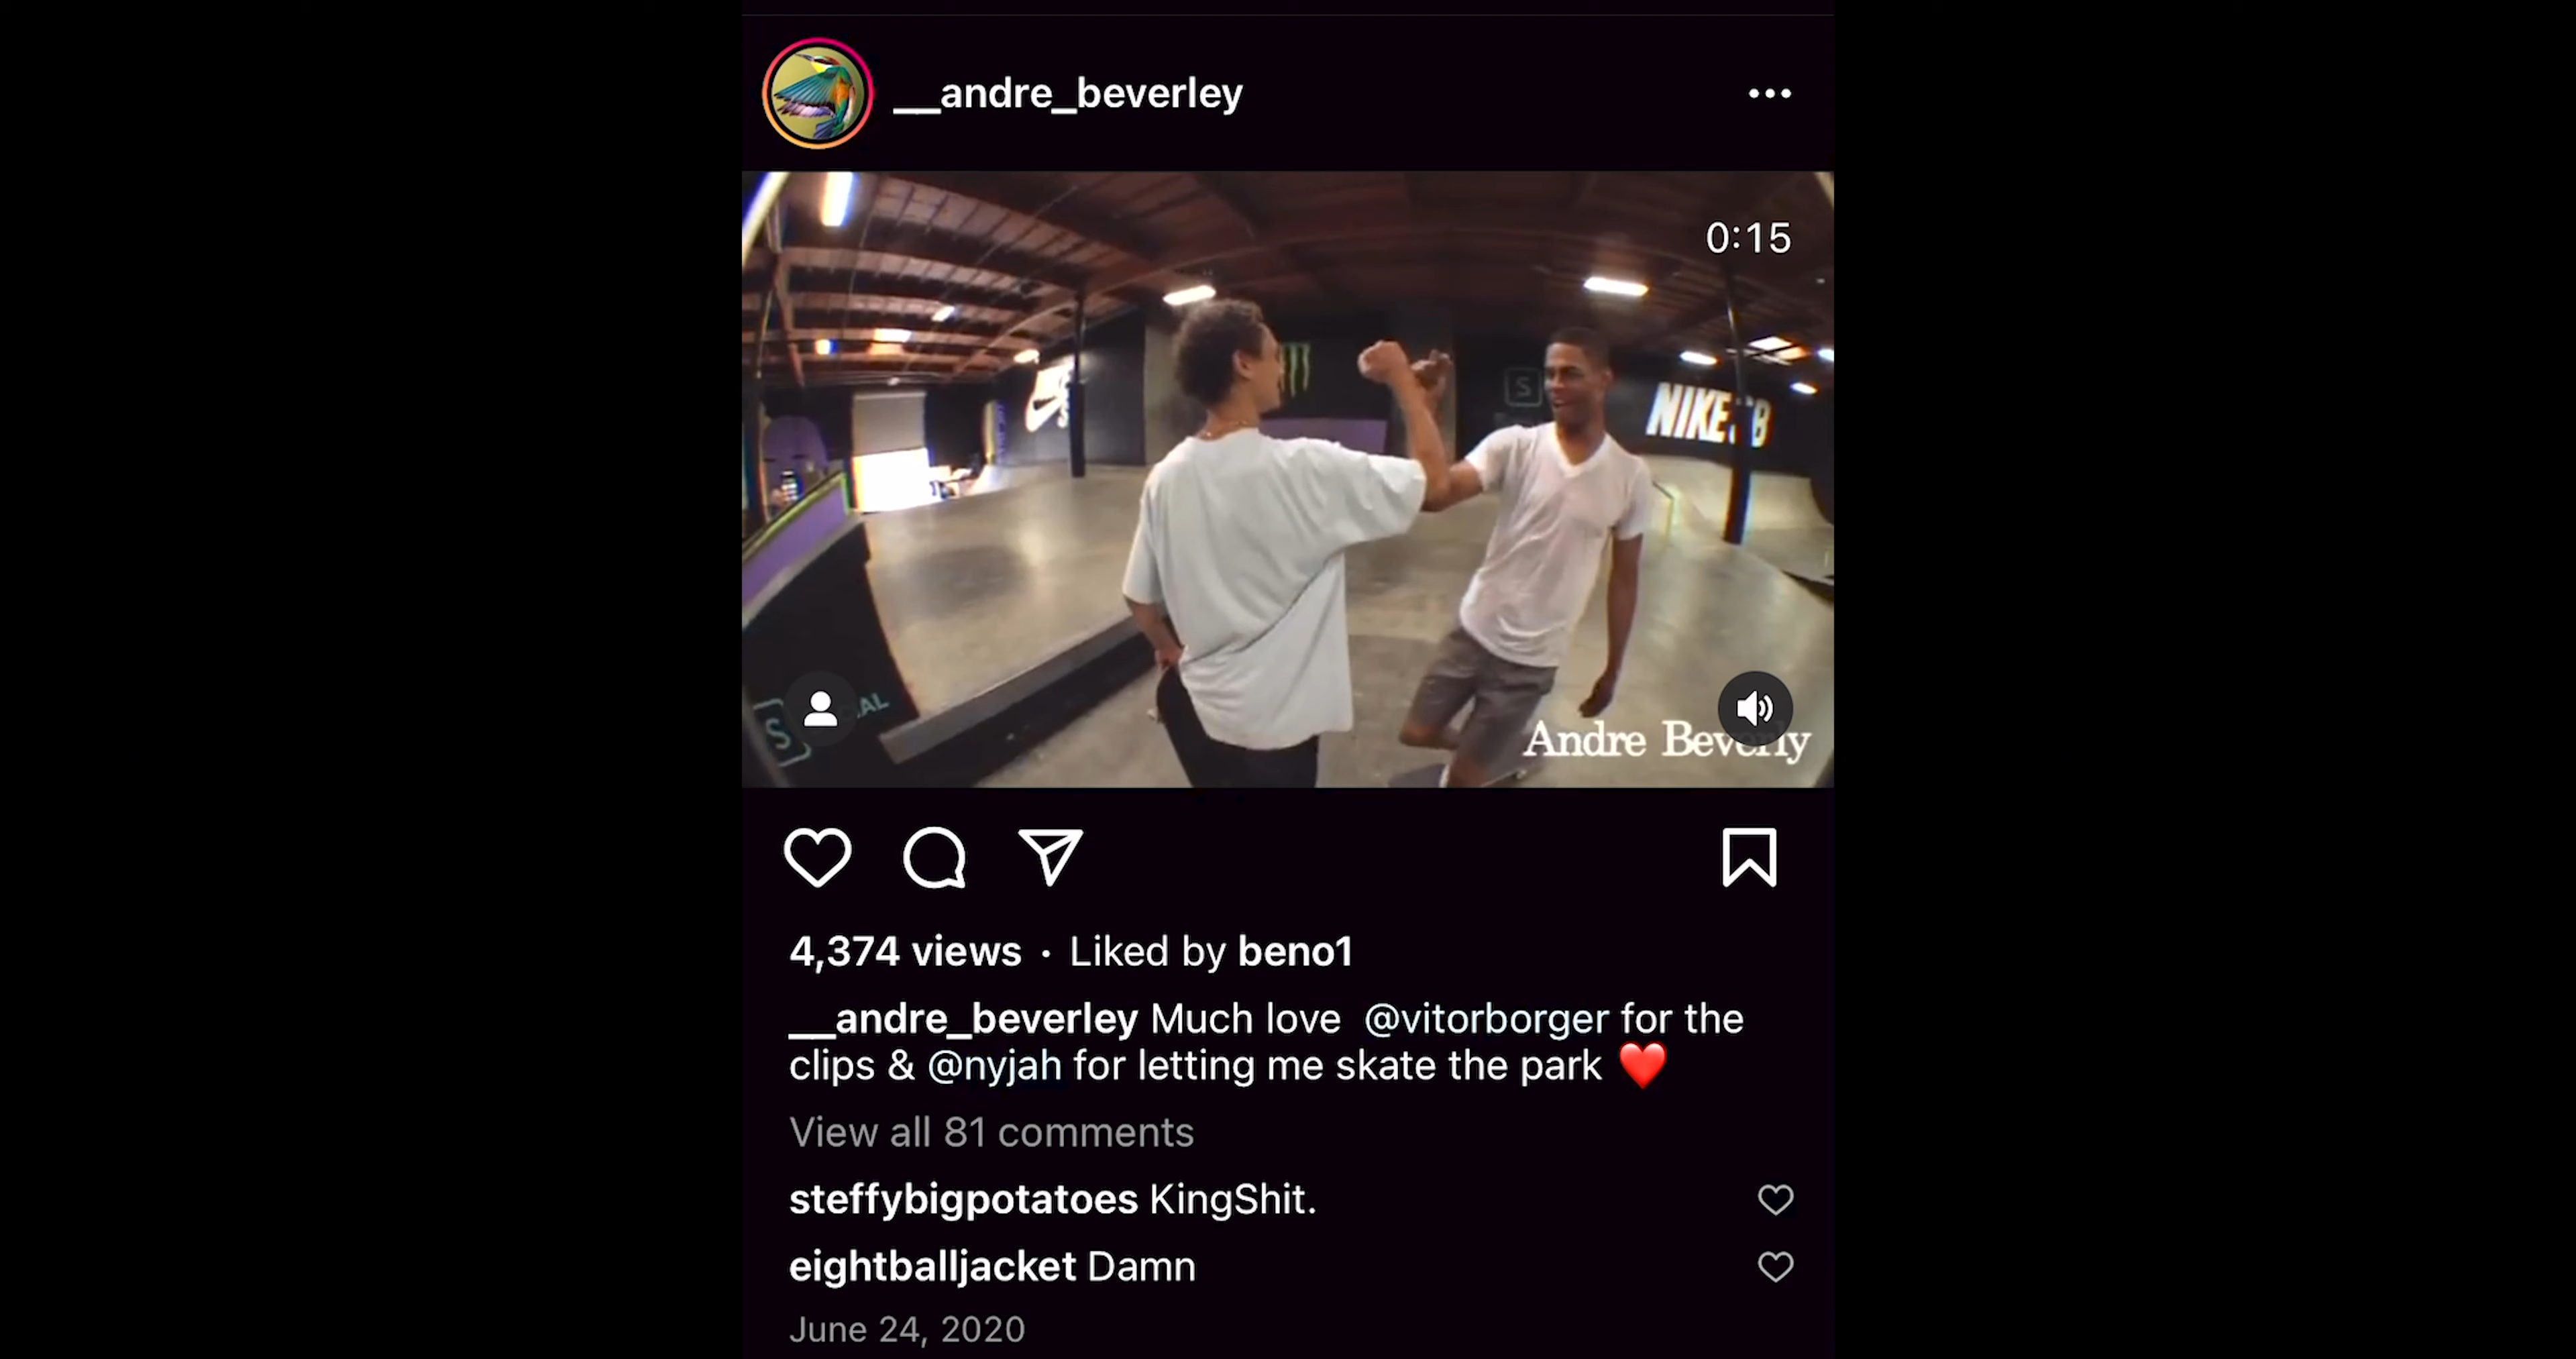 __andre_beverley
0:15
S
NIKE SB
S
Andre Beverly
4,374 views · Liked by beno1
__andre_beverley Much love @vitorborger for the
clips & @nyjah for letting me skate the park ❤️
View all 81 comments
steffybigpotatoes KingShit.
eightballjacket Damn
June 24, 2020